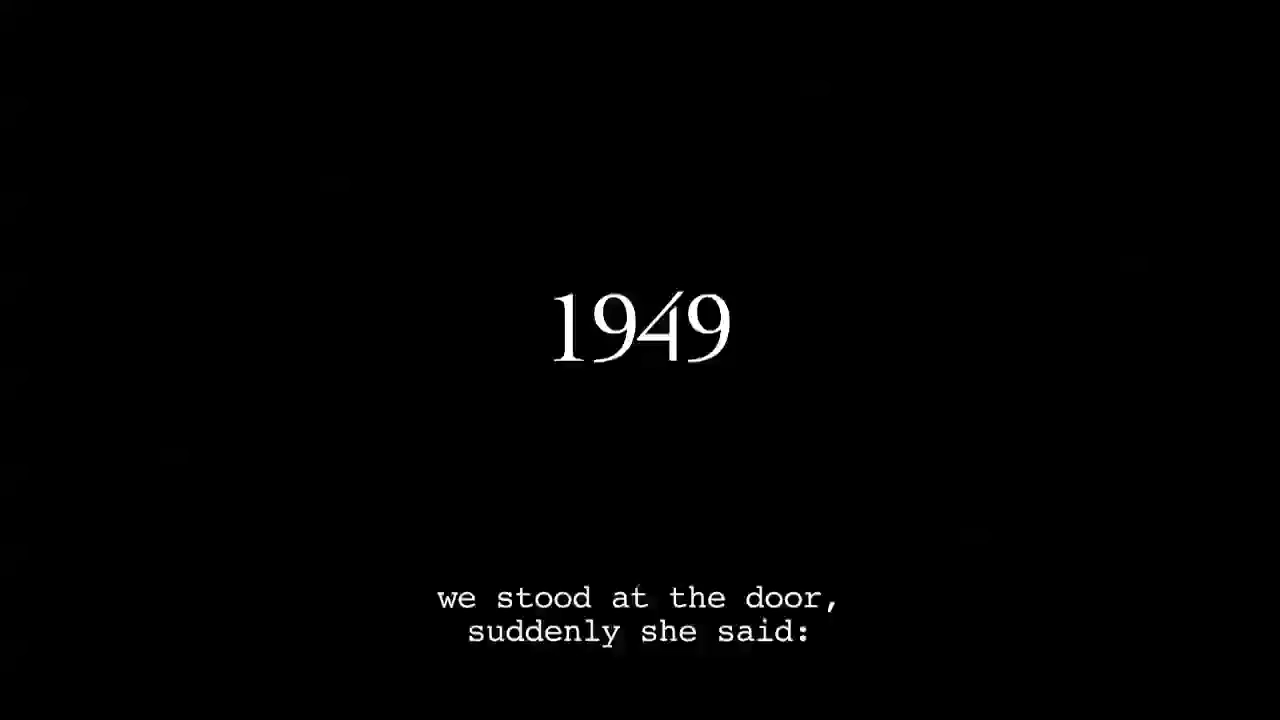 1949
we stood at the door,
suddenly she said: